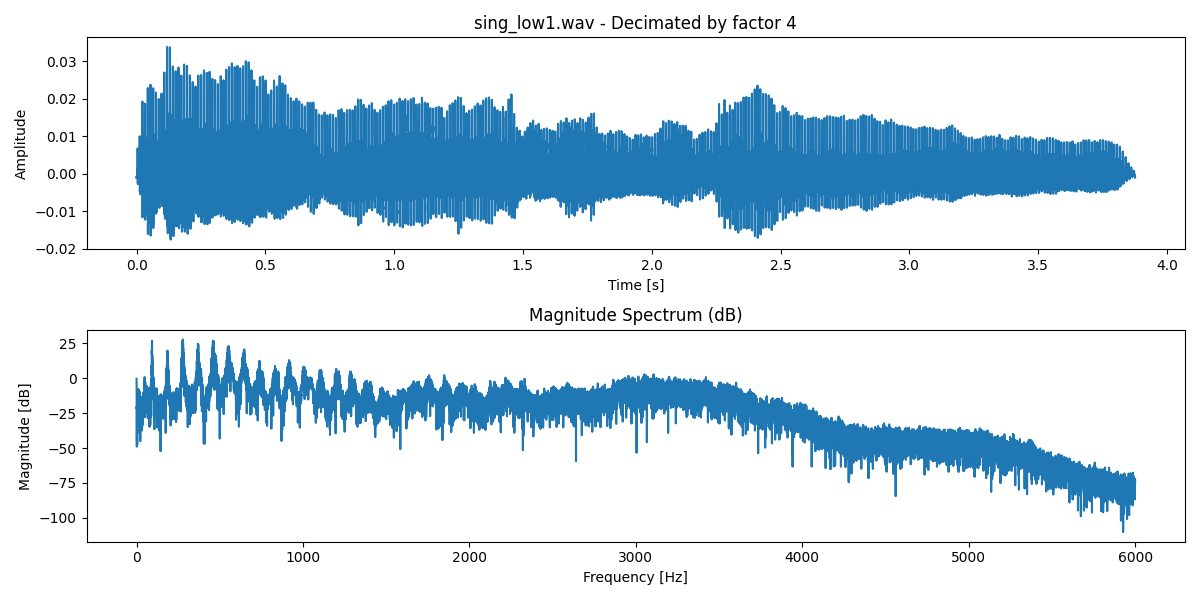 sing_low1.wav - Decimated by factor 4
0.03
0.02
0.01
0.00
−0.01
−0.02
Amplitude
0.0 0.5 1.0 1.5 2.0 2.5 3.0 3.5 4.0
Time [s]
Magnitude Spectrum (dB)
25
0
−25
−50
−75
−100
Magnitude [dB]
0 1000 2000 3000 4000 5000 6000
Frequency [Hz]